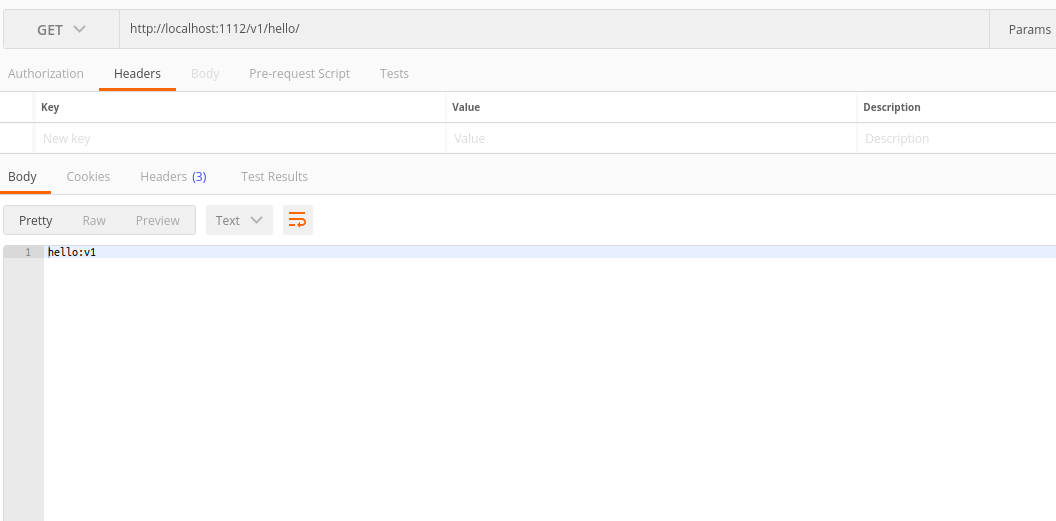 GET http://localhost:1112/v1/hello/ Params
Authorization Headers Body Pre-request Script Tests
Key Value Description
New key Value Description
Body Cookies Headers (3) Test Results
Pretty Raw Preview Text
1 hello:v1